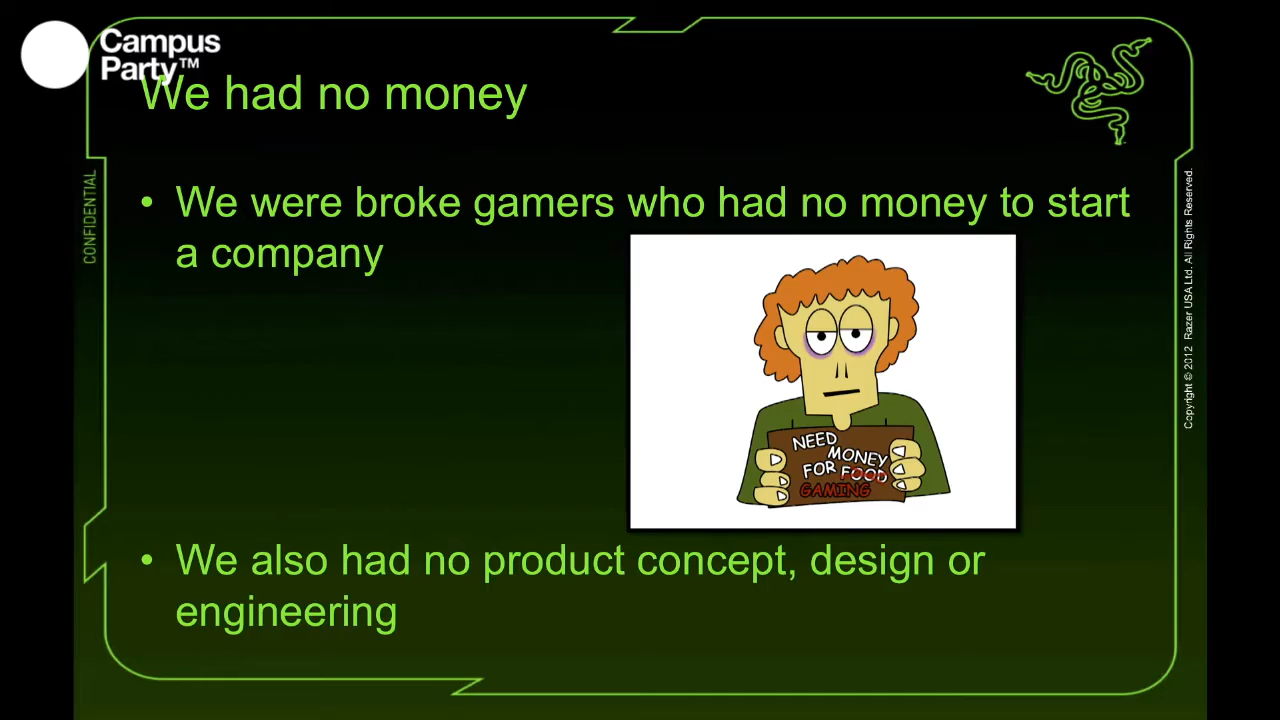 Campus
Party™
We had no money
CONFIDENTIAL
• We were broke gamers who had no money to start
a company
NEED
MONEY
FOR FOOD
GAMING
• We also had no product concept, design or
engineering
Copyright © 2012 Razer USA Ltd. All Rights Reserved.